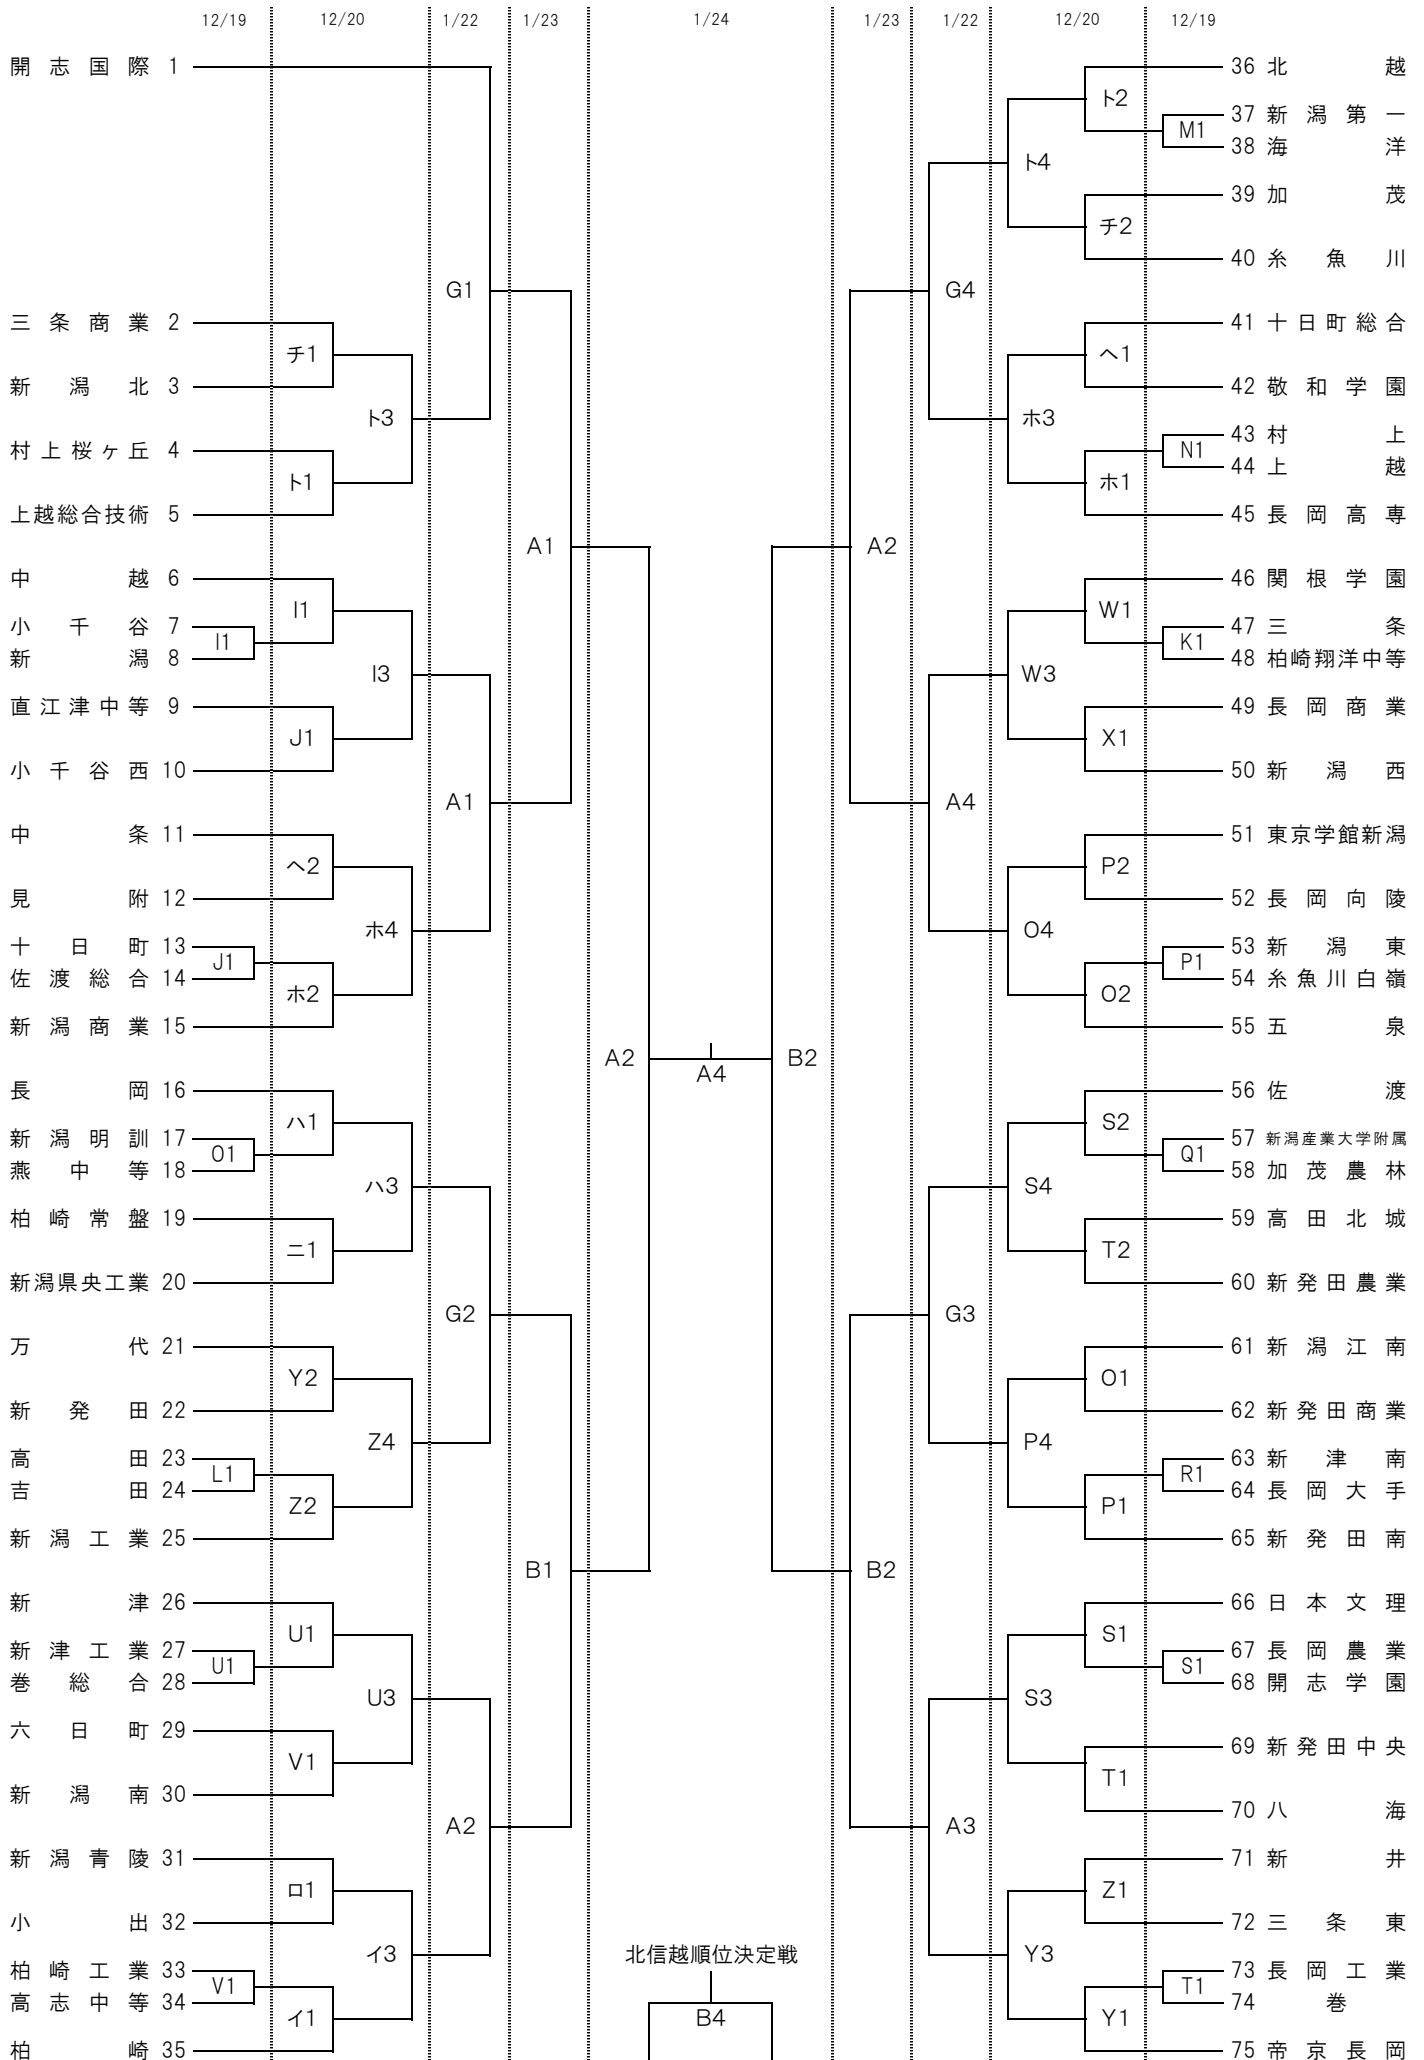 12/19 12/20 1/22 1/23 1/24 1/23 1/22 12/20 12/19
開志国際 1
三条商業 2
新潟北 3
村上桜ヶ丘 4
上越総合技術 5
中越 6
小千谷 7
新潟 8
直江津中等 9
小千谷西 10
中条 11
見附 12
十日町 13
佐渡総合 14
新潟商業 15
長岡 16
新潟明訓 17
燕中等 18
柏崎常盤 19
新潟県央工業 20
万代 21
新発田 22
高田 23
吉田 24
新潟工業 25
新津 26
新津工業 27
巻総合 28
六日町 29
新潟南 30
新潟青陵 31
小出 32
柏崎工業 33
高志中等 34
柏崎 35
I1
J1
O1
L1
U1
V1
チ1
ト1
I1
J1
ヘ2
ホ2
ハ1
ニ1
Y2
Z2
U1
V1
ロ1
イ1
ト3
I3
ホ4
ハ3
Z4
U3
イ3
G1
A1
G2
A2
A1
B1
A2
A4
B2
北信越順位決定戦
B4
A2
B2
G4
A4
G3
A3
ト4
ホ3
W3
O4
S4
P4
S3
Y3
ト2
チ2
ヘ1
ホ1
W1
X1
P2
O2
S2
T2
O1
P1
S1
T1
Z1
Y1
M1
N1
K1
P1
Q1
R1
S1
T1
36 北越
37 新潟第一
38 海洋
39 加茂
40 糸魚川
41 十日町総合
42 敬和学園
43 村上
44 上越
45 長岡高専
46 関根学園
47 三条
48 柏崎翔洋中等
49 長岡商業
50 新潟西
51 東京学館新潟
52 長岡向陵
53 新潟東
54 糸魚川白嶺
55 五泉
56 佐渡
57 新潟産業大学附属
58 加茂農林
59 高田北城
60 新発田農業
61 新潟江南
62 新発田商業
63 新津南
64 長岡大手
65 新発田南
66 日本文理
67 長岡農業
68 開志学園
69 新発田中央
70 八海
71 新井
72 三条東
73 長岡工業
74 巻
75 帝京長岡